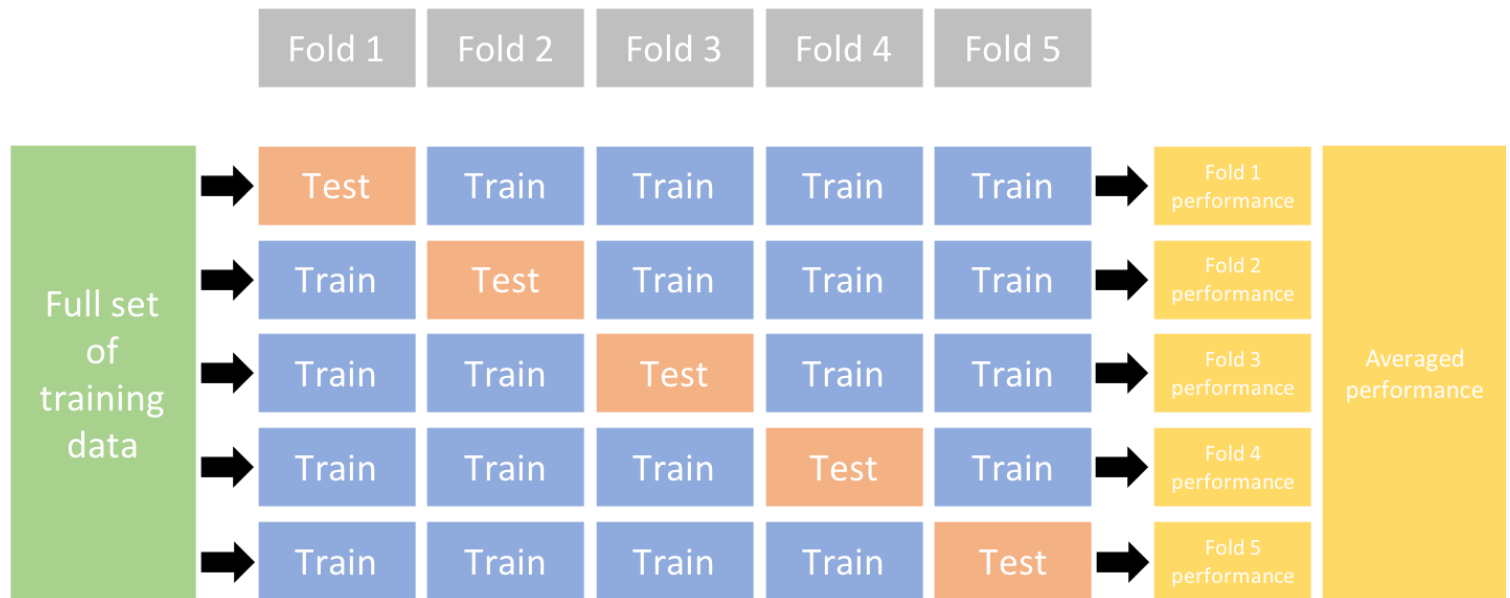 Fold 1 Fold 2 Fold 3 Fold 4 Fold 5
Full set
of
training
data
Test Train Train Train Train
Fold 1
performance
Train Test Train Train Train
Fold 2
performance
Train Train Test Train Train
Fold 3
performance
Train Train Train Test Train
Fold 4
performance
Train Train Train Train Test
Fold 5
performance
Averaged
performance